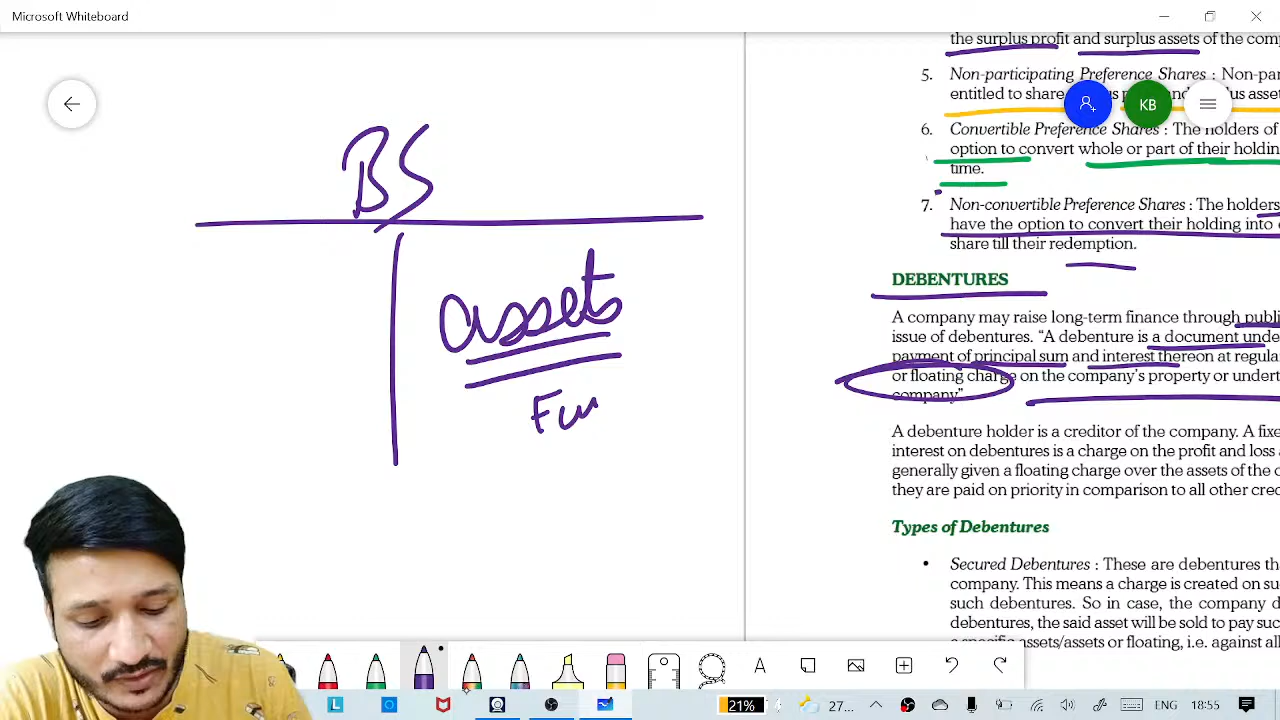 Microsoft Whiteboard
BS
assets
Fu
the surplus profit and surplus assets of the comp
5. Non-participating Preference Shares : Non-par
entitled to share
6. Convertible Preference Shares : The holders of
option to convert whole or part of their holdin
time.
7. Non-convertible Preference Shares : The holders
have the option to convert their holding into
share till their redemption.
DEBENTURES
A company may raise long-term finance through publi
issue of debentures. “A debenture is a document und
payment of principal sum and interest thereon at regula
or floating charge on the company's property or undert
company”
A debenture holder is a creditor of the company. A fixe
interest on debentures is a charge on the profit and loss
generally given a floating charge over the assets of the c
they are paid on priority in comparison to all other cred
Types of Debentures
• Secured Debentures : These are debentures tha
company. This means a charge is created on su
such debentures. So in case, the company d
debentures, the said asset will be sold to pay suc
a specific assets/assets or floating, i.e. against all
KB
A
21%
27...
ENG
18:55